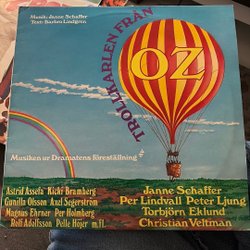 Musik: Janne Schaffer
Text: Barbro Lindgren
TROLLKARLEN FRÅN
OZ
Musiken ur Dramatens föreställning av
Astrid Assefa Kicki Bramberg
Gunilla Olsson Axel Segerström
Magnus Ehrner Per Holmberg
Rolf Adolfsson Pelle Höjer m.fl.
Janne Schaffer
Per Lindvall Peter Ljung
Torbjörn Eklund
Christian Veltman